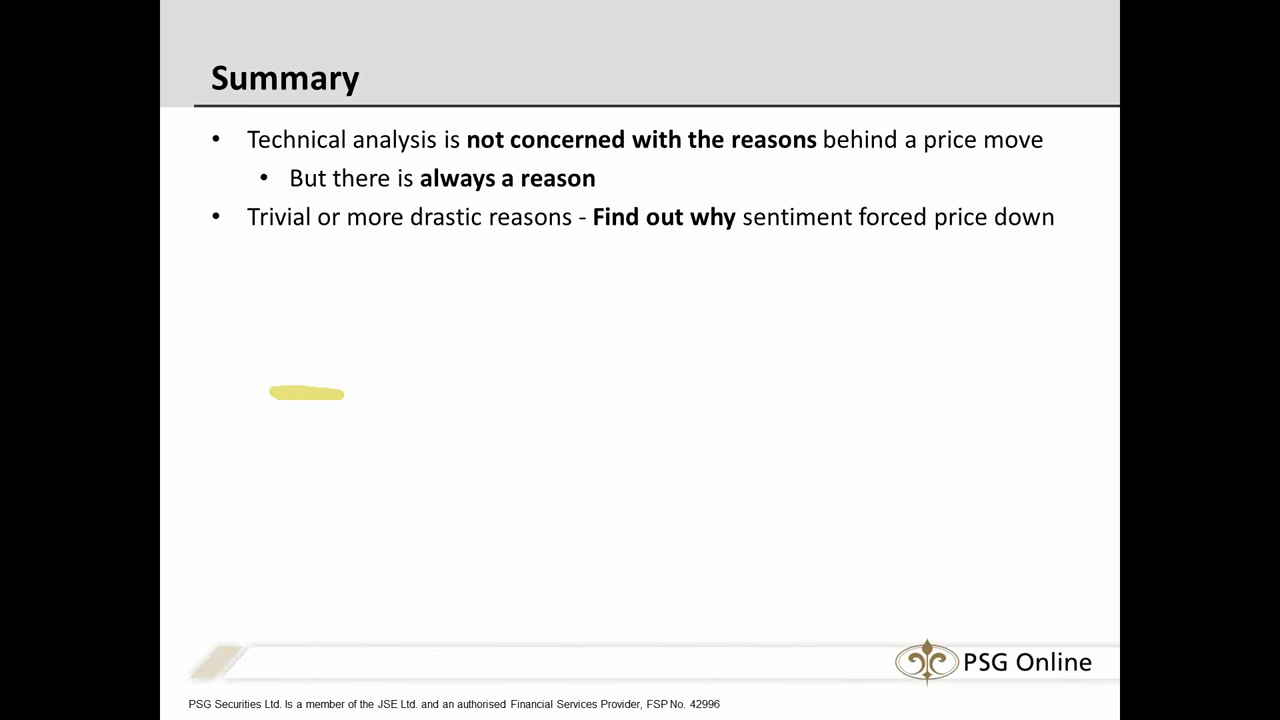 Summary
• Technical analysis is not concerned with the reasons behind a price move
• But there is always a reason
• Trivial or more drastic reasons - Find out why sentiment forced price down
PSG Online
PSG Securities Ltd. Is a member of the JSE Ltd. and an authorised Financial Services Provider, FSP No. 42996